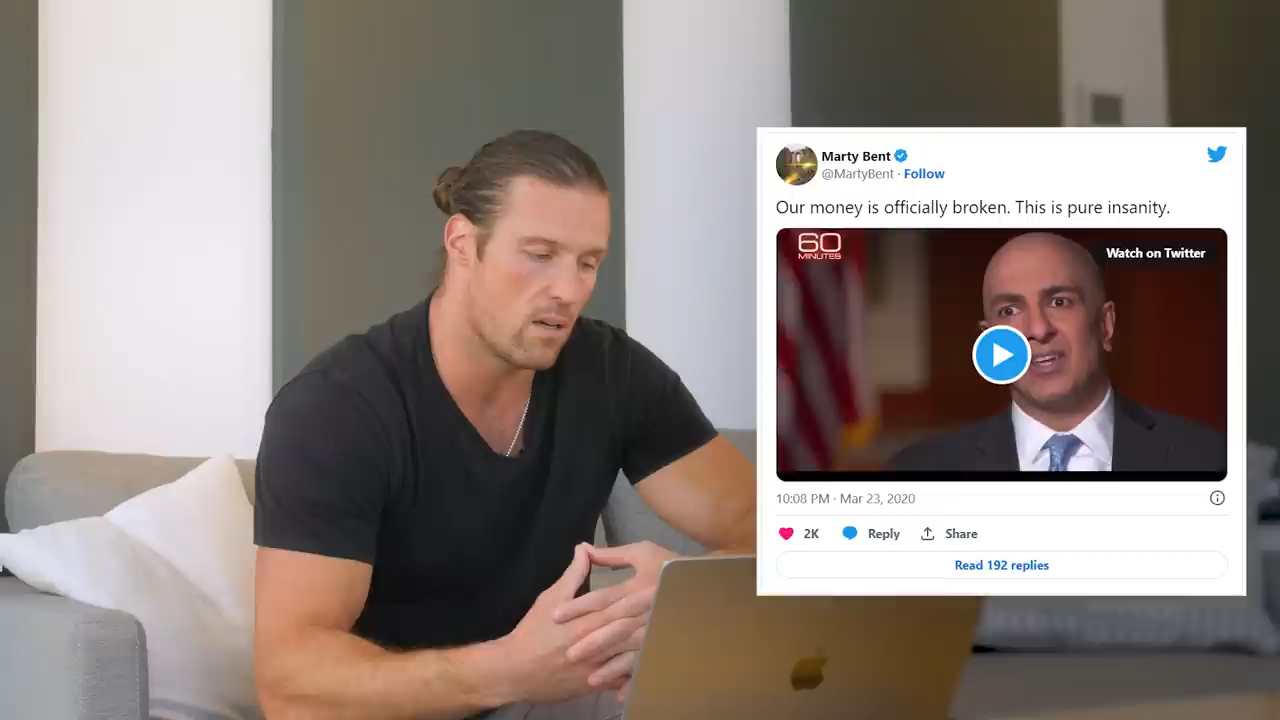 Marty Bent
@MartyBent · Follow
Our money is officially broken. This is pure insanity.
60
MINUTES
Watch on Twitter
10:08 PM · Mar 23, 2020
2K Reply Share
Read 192 replies